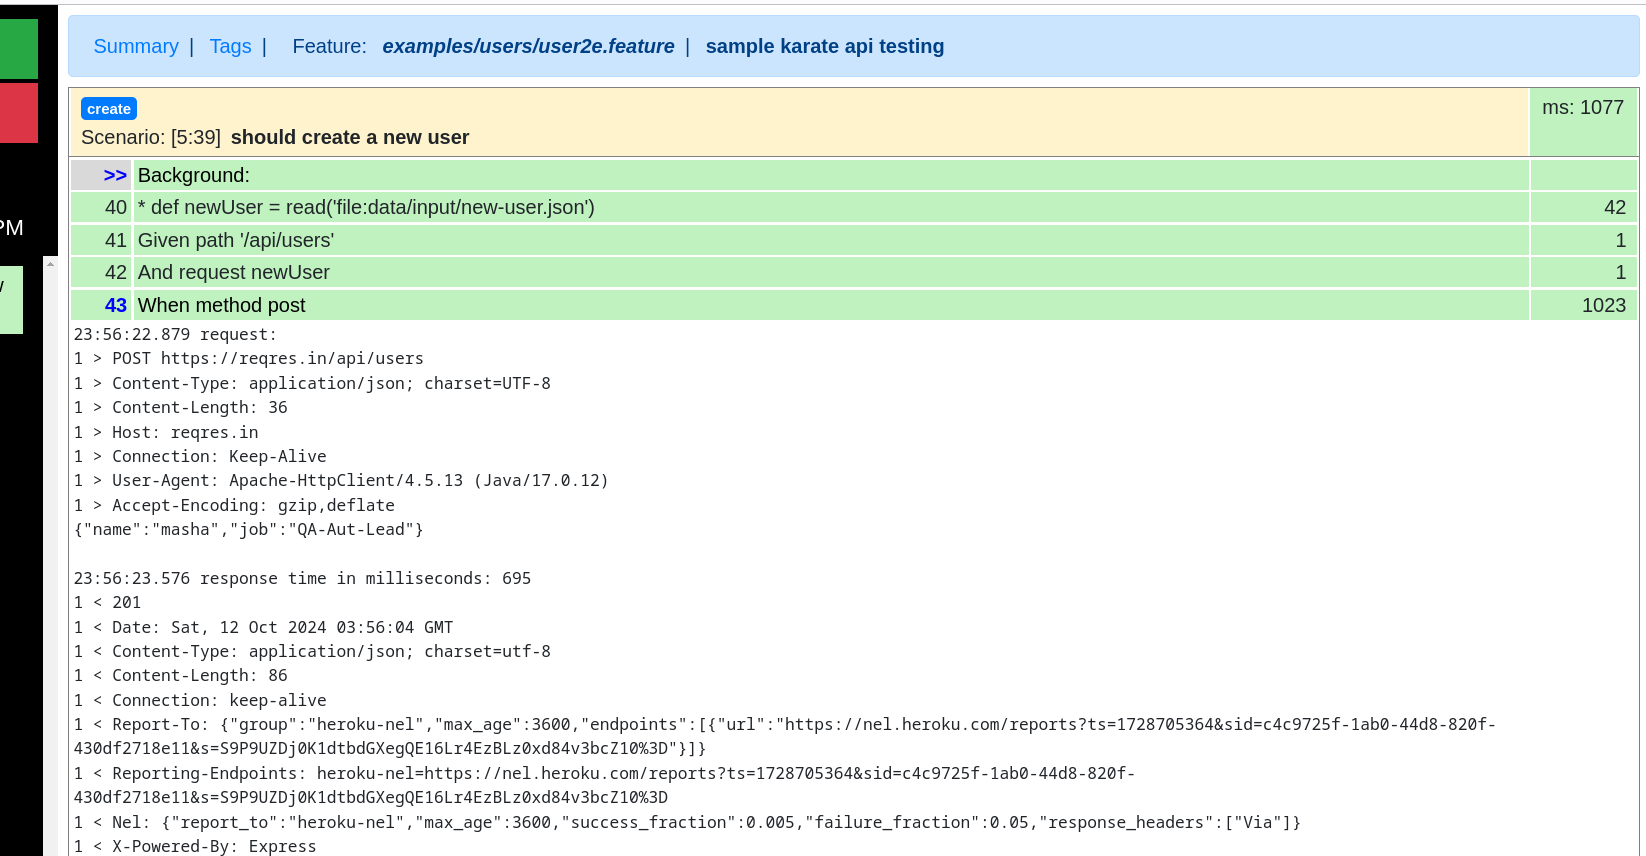 Summary | Tags | Feature: examples/users/user2e.feature | sample karate api testing
create
ms: 1077
Scenario: [5:39] should create a new user
>> Background:
40 * def newUser = read('file:data/input/new-user.json') 42
41 Given path '/api/users' 1
PM
42 And request newUser 1
43 When method post 1023
23:56:22.879 request:
1 > POST https://reqres.in/api/users
1 > Content-Type: application/json; charset=UTF-8
1 > Content-Length: 36
1 > Host: reqres.in
1 > Connection: Keep-Alive
1 > User-Agent: Apache-HttpClient/4.5.13 (Java/17.0.12)
1 > Accept-Encoding: gzip,deflate
{"name":"masha","job":"QA-Aut-Lead"}
23:56:23.576 response time in milliseconds: 695
1 < 201
1 < Date: Sat, 12 Oct 2024 03:56:04 GMT
1 < Content-Type: application/json; charset=utf-8
1 < Content-Length: 86
1 < Connection: keep-alive
1 < Report-To: {"group":"heroku-nel","max_age":3600,"endpoints":[{"url":"https://nel.heroku.com/reports?ts=1728705364&sid=c4c9725f-1ab0-44d8-820f-
430df2718e11&s=S9P9UZDj0K1dtbdGXegQE16Lr4EzBLz0xd84v3bcZ10%3D"}]}
1 < Reporting-Endpoints: heroku-nel=https://nel.heroku.com/reports?ts=1728705364&sid=c4c9725f-1ab0-44d8-820f-
430df2718e11&s=S9P9UZDj0K1dtbdGXegQE16Lr4EzBLz0xd84v3bcZ10%3D
1 < Nel: {"report_to":"heroku-nel","max_age":3600,"success_fraction":0.005,"failure_fraction":0.05,"response_headers":["Via"]}
1 < X-Powered-By: Express